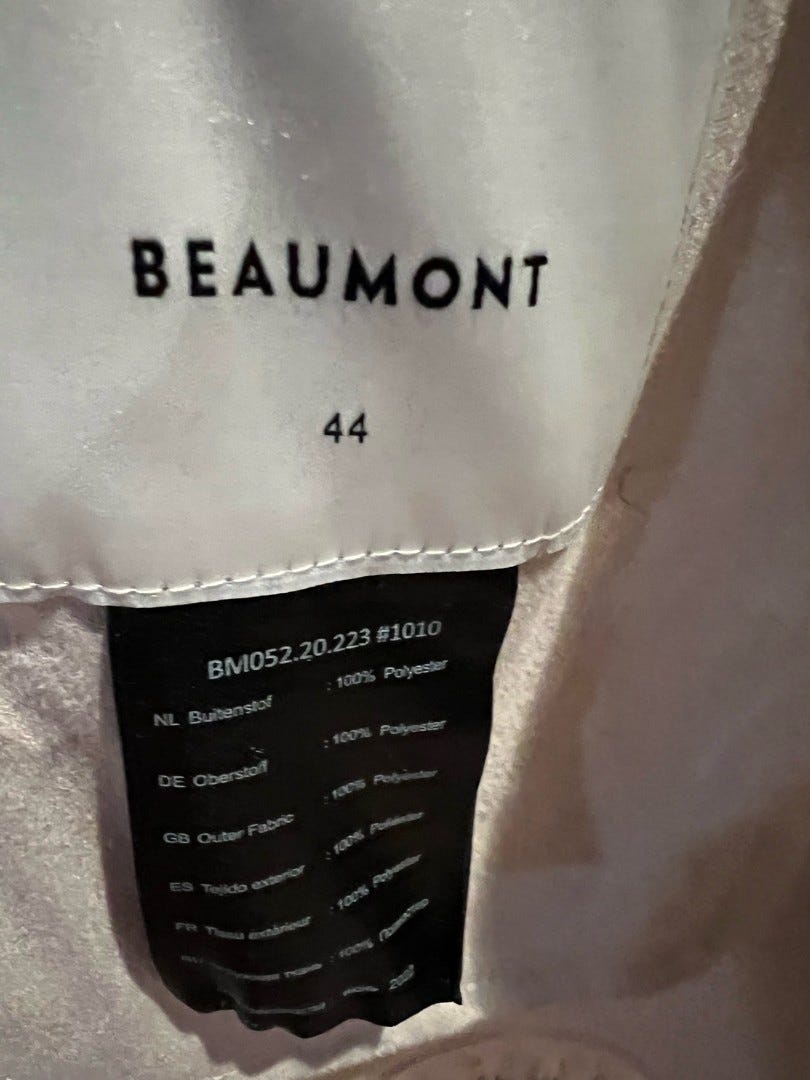 BEAUMONT
44
BM052.20.223 #1010
NL Buitenstof : 100% Polyester
DE Oberstoff : 100% Polyester
GB Outer Fabric : 100% Polyester
ES Tejido exterior : 100% Poliéster
FR Tissu extérieur : 100% Polyester
: 100%